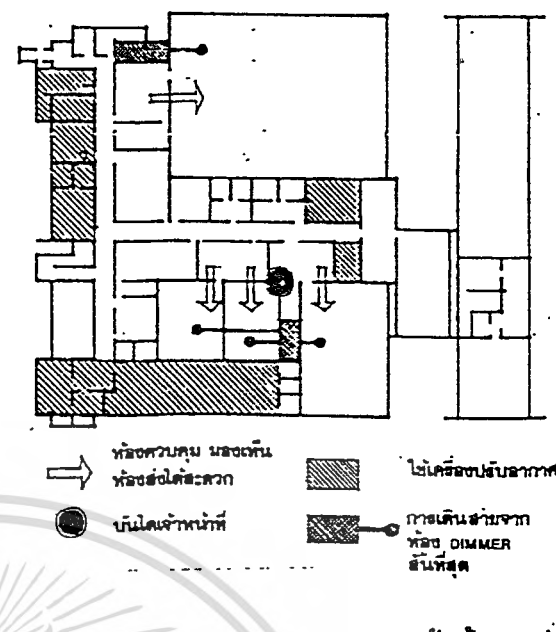 ห้องควบคุม มองเห็น
ห้องส่งได้สะดวก
ใช้เครื่องปรับอากาศ
บันไดเจ้าหน้าที่
การเดินสายจาก
ห้อง DIMMER
สั้นที่สุด